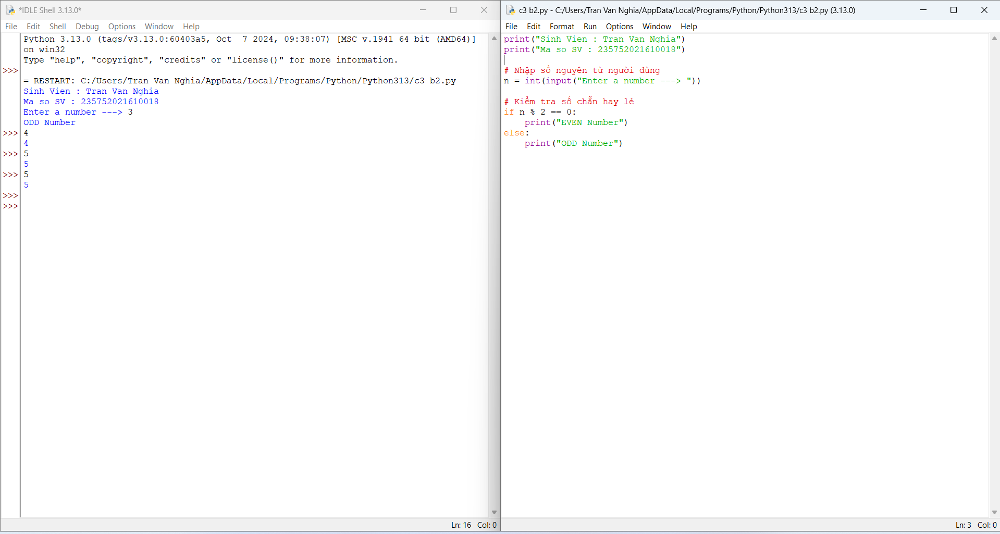 *IDLE Shell 3.13.0*
File Edit Shell Debug Options Window Help
Python 3.13.0 (tags/v3.13.0:60403a5, Oct  7 2024, 09:38:07) [MSC v.1941 64 bit (AMD64)]
on win32
Type "help", "copyright", "credits" or "license()" for more information.
>>>
= RESTART: C:/Users/Tran Van Nghia/AppData/Local/Programs/Python/Python313/c3 b2.py
Sinh Vien : Tran Van Nghia
Ma so SV : 235752021610018
Enter a number ---> 3
ODD Number
>>> 4
4
>>> 5
5
>>> 5
5
>>>
>>>
Ln: 16 Col: 0
c3 b2.py - C:/Users/Tran Van Nghia/AppData/Local/Programs/Python/Python313/c3 b2.py (3.13.0)
File Edit Format Run Options Window Help
print("Sinh Vien : Tran Van Nghia")
print("Ma so SV : 235752021610018")
# Nhập số nguyên từ người dùng
n = int(input("Enter a number ---> "))
# Kiểm tra số chẵn hay lẻ
if n % 2 == 0:
    print("EVEN Number")
else:
    print("ODD Number")
Ln: 3 Col: 0